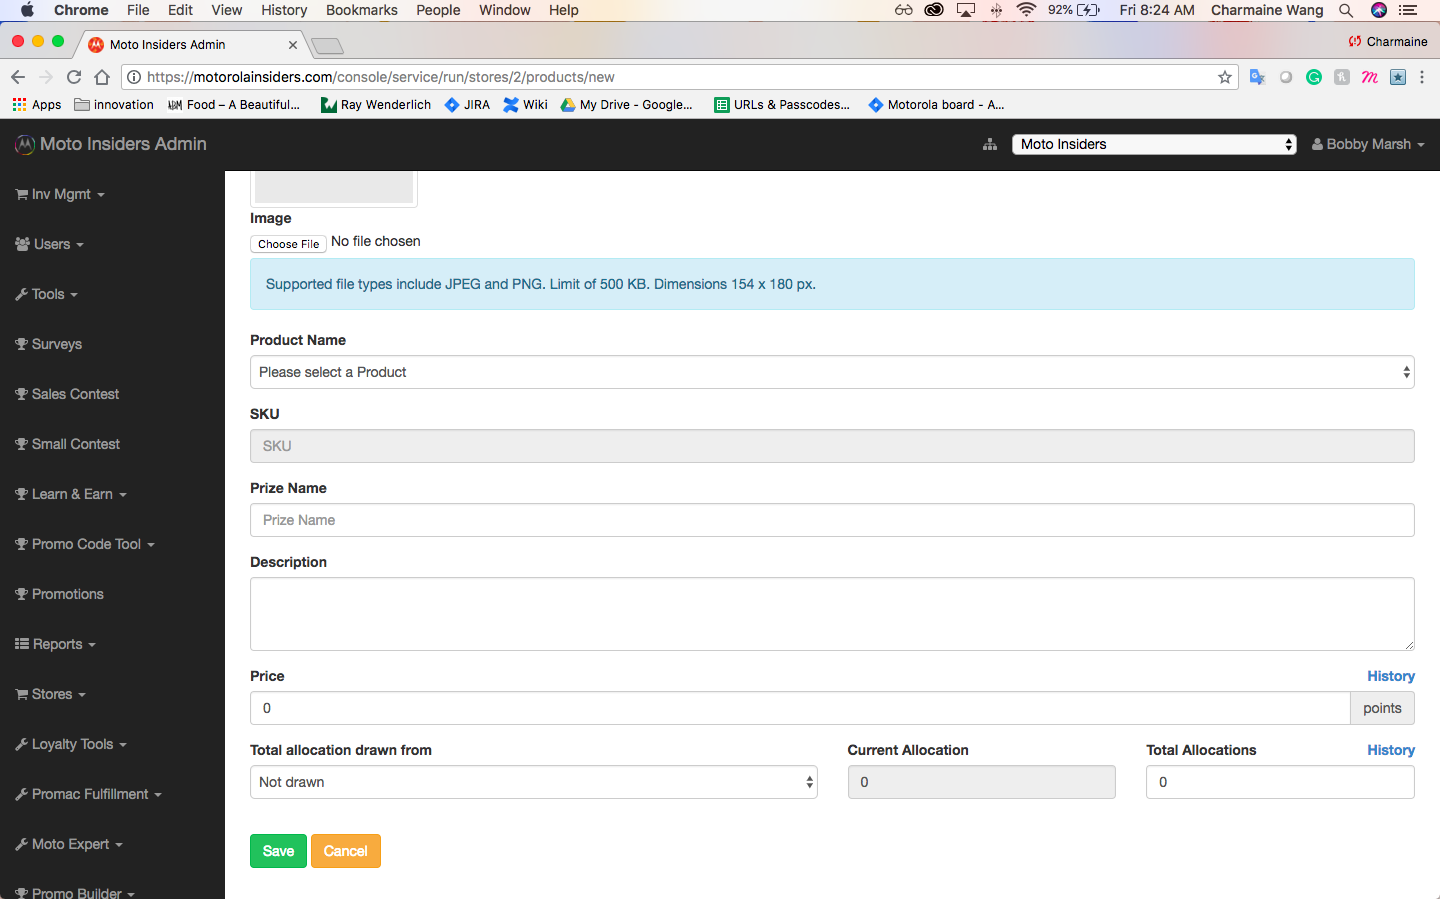 Chrome File Edit View History Bookmarks People Window Help 92% Fri 8:24 AM Charmaine Wang
Moto Insiders Admin Charmaine
https://motorolainsiders.com/console/service/run/stores/2/products/new
Apps innovation Food – A Beautiful... Ray Wenderlich JIRA Wiki My Drive - Google... URLs & Passcodes... Motorola board - A...
Moto Insiders Admin Moto Insiders Bobby Marsh
Inv Mgmt
Users
Tools
Surveys
Sales Contest
Small Contest
Learn & Earn
Promo Code Tool
Promotions
Reports
Stores
Loyalty Tools
Promac Fulfillment
Moto Expert
Promo Builder
Image
Choose File No file chosen
Supported file types include JPEG and PNG. Limit of 500 KB. Dimensions 154 x 180 px.
Product Name
Please select a Product
SKU
SKU
Prize Name
Prize Name
Description
Price History
0 points
Total allocation drawn from Current Allocation Total Allocations History
Not drawn 0 0
Save Cancel